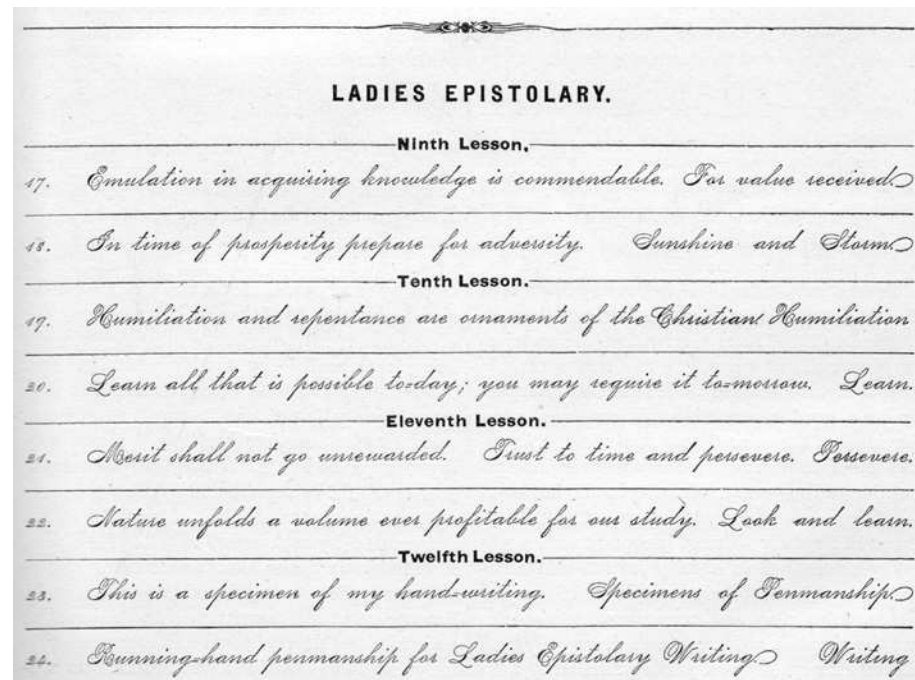 LADIES EPISTOLARY.
Ninth Lesson.
17. Emulation in acquiring knowledge is commendable. For value received.
18. In time of prosperity prepare for adversity. Sunshine and Storm.
Tenth Lesson.
19. Humiliation and repentance are ornaments of the Christian Humiliation
20. Learn all that is possible to=day; you may require it to=morrow. Learn.
Eleventh Lesson.
21. Merit shall not go unrewarded. Trust to time and persevere. Persevere.
22. Nature unfolds a volume ever profitable for our study. Look and learn.
Twelfth Lesson.
23. This is a specimen of my hand=writing. Specimens of Penmanship.
24. Running=hand penmanship for Ladies Epistolary Writing. Writing